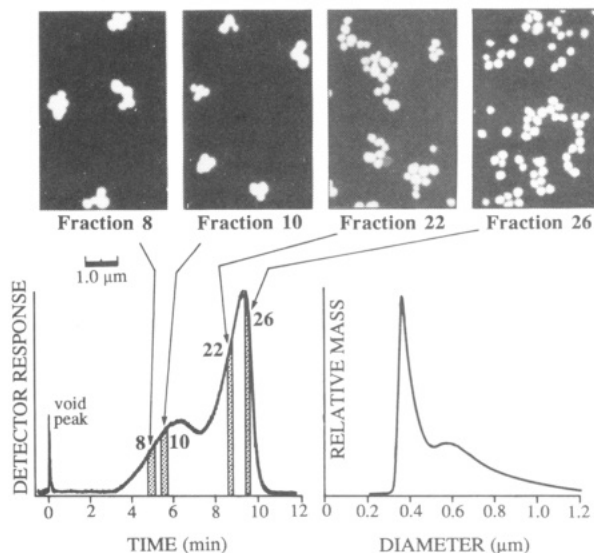 Fraction 8 Fraction 10 Fraction 22 Fraction 26
1.0 μm
DETECTOR RESPONSE
void
peak
8
10
22
26
0 2 4 6 8 10 12
TIME (min)
RELATIVE MASS
0 0.2 0.4 0.6 0.8 1.0 1.2
DIAMETER (μm)